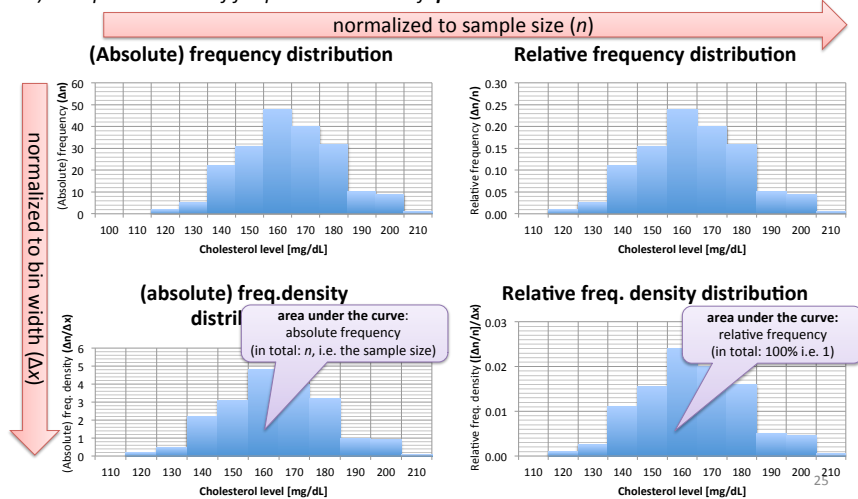 normalized to sample size (n)
normalized to bin width (Δx)
(Absolute) frequency distribution
(Absolute) frequency (Δn)
60
50
40
30
20
10
0
100 110 120 130 140 150 160 170 180 190 200 210
Cholesterol level [mg/dL]
Relative frequency distribution
Relative frequency (Δn/n)
0.30
0.25
0.20
0.15
0.10
0.05
0.00
110 120 130 140 150 160 170 180 190 200 210
Cholesterol level [mg/dL]
(absolute) freq.density
area under the curve:
absolute frequency
(in total: n, i.e. the sample size)
(Absolute) freq. density (Δn/Δx)
6
5
4
3
2
1
0
110 120 130 140 150 160 170 180 190 200 210
Cholesterol level [mg/dL]
Relative freq. density distribution
area under the curve:
relative frequency
(in total: 100% i.e. 1)
Relative freq. density ([Δn/n]/Δx)
0.03
0.02
0.01
0.00
110 120 130 140 150 160 170 180 190 200 210
Cholesterol level [mg/dL]
25